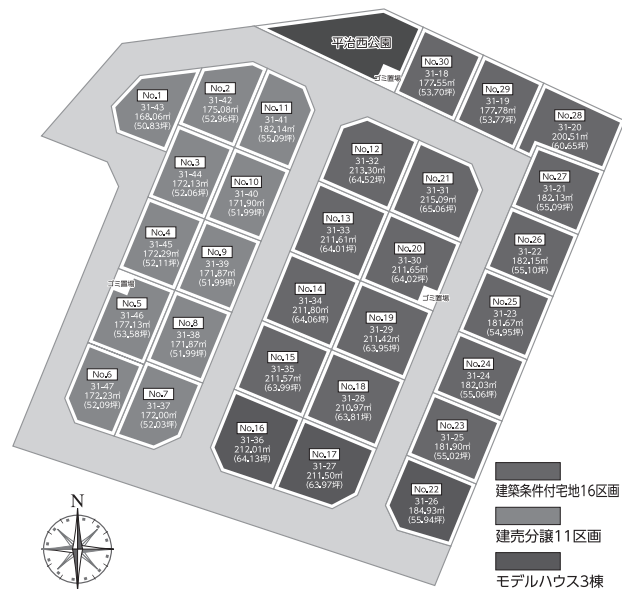 平治西公園
ゴミ置場
No.30
31-18
177.55㎡
(53.70坪)
No.29
31-19
177.78㎡
(53.77坪)
No.28
31-20
200.51㎡
(60.65坪)
No.1
31-43
168.06㎡
(50.83坪)
No.2
31-42
175.08㎡
(52.96坪)
No.11
31-41
182.14㎡
(55.09坪)
No.3
31-44
172.13㎡
(52.06坪)
No.10
31-40
171.90㎡
(51.99坪)
No.4
31-45
172.29㎡
(52.11坪)
No.9
31-39
171.87㎡
(51.99坪)
ゴミ置場
No.5
31-46
177.13㎡
(53.58坪)
No.8
31-38
171.87㎡
(51.99坪)
No.6
31-47
172.23㎡
(52.09坪)
No.7
31-37
172.00㎡
(52.03坪)
No.12
31-32
213.30㎡
(64.52坪)
No.21
31-31
215.09㎡
(65.06坪)
No.13
31-33
211.61㎡
(64.01坪)
No.20
31-30
211.65㎡
(64.02坪)
ゴミ置場
No.14
31-34
211.80㎡
(64.06坪)
No.19
31-29
211.42㎡
(63.95坪)
No.15
31-35
211.57㎡
(63.99坪)
No.18
31-28
210.97㎡
(63.81坪)
No.16
31-36
212.01㎡
(64.13坪)
No.17
31-27
211.50㎡
(63.97坪)
No.27
31-21
182.13㎡
(55.09坪)
No.26
31-22
182.15㎡
(55.10坪)
No.25
31-23
181.67㎡
(54.95坪)
No.24
31-24
182.03㎡
(55.06坪)
No.23
31-25
181.90㎡
(55.02坪)
No.22
31-26
184.93㎡
(55.94坪)
建築条件付宅地16区画
建売分譲11区画
モデルハウス3棟
N